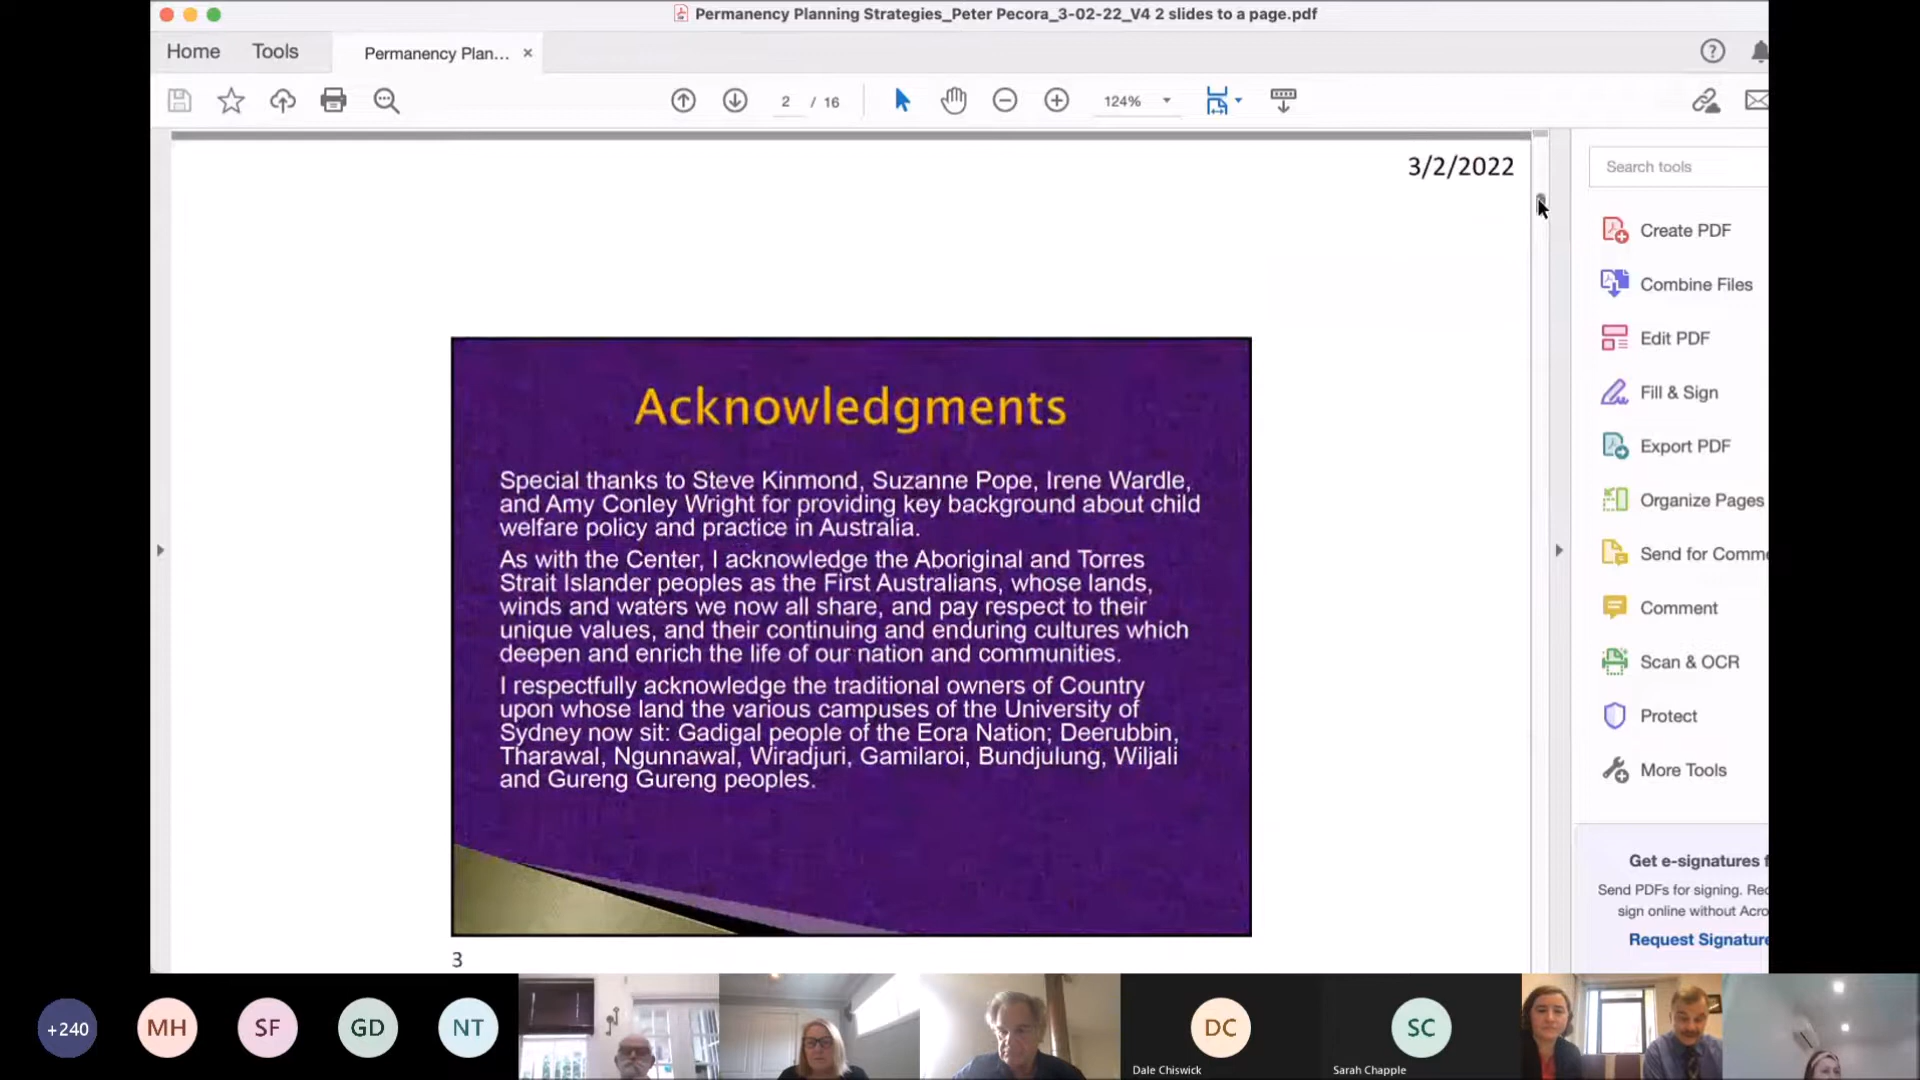 Permanency Planning Strategies_Peter Pecora_3-02-22_V4 2 slides to a page.pdf
Home
Tools
Permanency Plan...
2 / 16
124%
3/2/2022
Search tools
Create PDF
Combine Files
Edit PDF
Fill & Sign
Export PDF
Organize Pages
Send for Comme
Comment
Scan & OCR
Protect
More Tools
Acknowledgments
Special thanks to Steve Kinmond, Suzanne Pope, Irene Wardle,
and Amy Conley Wright for providing key background about child
welfare policy and practice in Australia.
As with the Center, I acknowledge the Aboriginal and Torres
Strait Islander peoples as the First Australians, whose lands,
winds and waters we now all share, and pay respect to their
unique values, and their continuing and enduring cultures which
deepen and enrich the life of our nation and communities.
I respectfully acknowledge the traditional owners of Country
upon whose land the various campuses of the University of
Sydney now sit: Gadigal people of the Eora Nation; Deerubbin,
Tharawal, Ngunnawal, Wiradjuri, Gamilaroi, Bundjulung, Wiljali
and Gureng Gureng peoples.
3
Get e-signatures f
Send PDFs for signing. Rec
sign online without Acro
Request Signature
+240
MH
SF
GD
NT
DC
Dale Chiswick
SC
Sarah Chapple